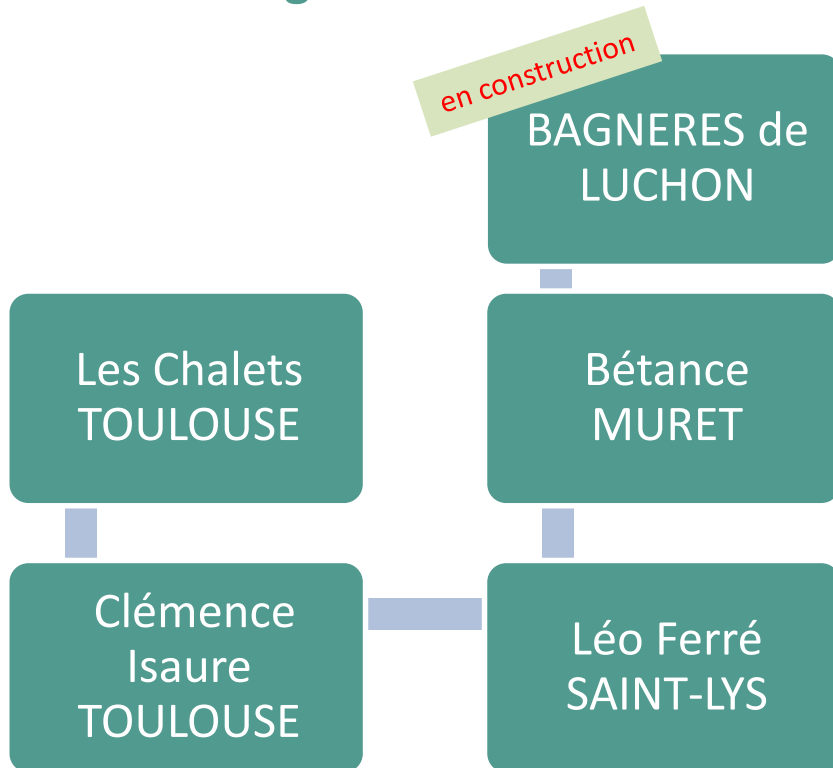 en construction
BAGNERES de
LUCHON
Les Chalets
TOULOUSE
Bétance
MURET
Clémence
Isaure
TOULOUSE
Léo Ferré
SAINT-LYS